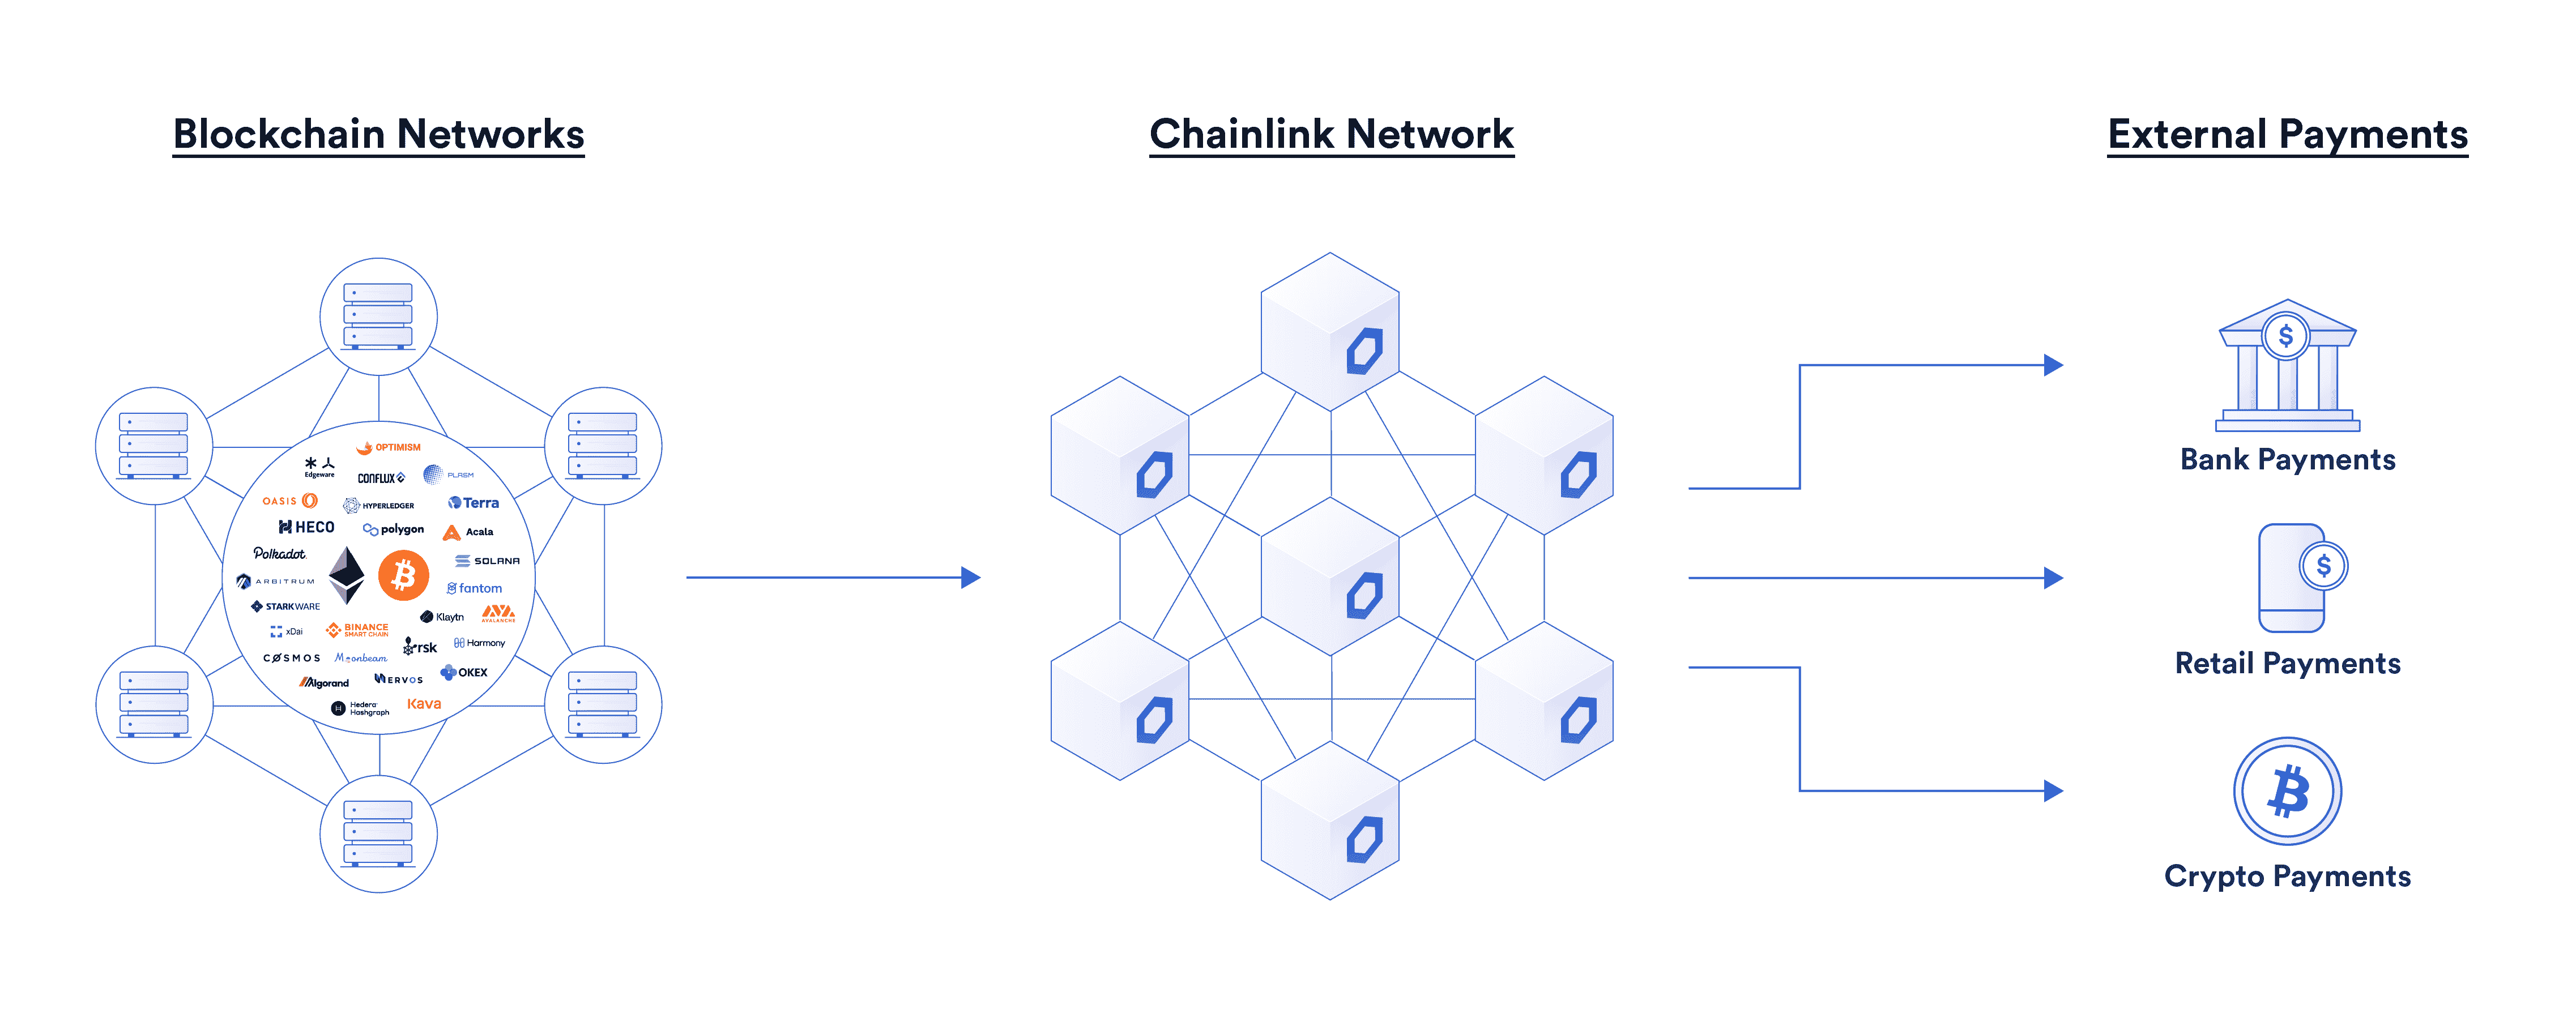 Blockchain Networks
Chainlink Network
External Payments
OPTIMISM
Edgeware
CONFLUX
PLASM
OASIS
HYPERLEDGER
Terra
HECO
polygon
Acala
Polkadot
SOLANA
ARBITRUM
fantom
STARKWARE
Klaytn
AVALANCHE
xDai
BINANCE
SMART CHAIN
rsk
Harmony
COSMOS
Moonbeam
OKEX
Algorand
NERVOS
Hedera
Hashgraph
Kava
$
Bank Payments
$
Retail Payments
Crypto Payments